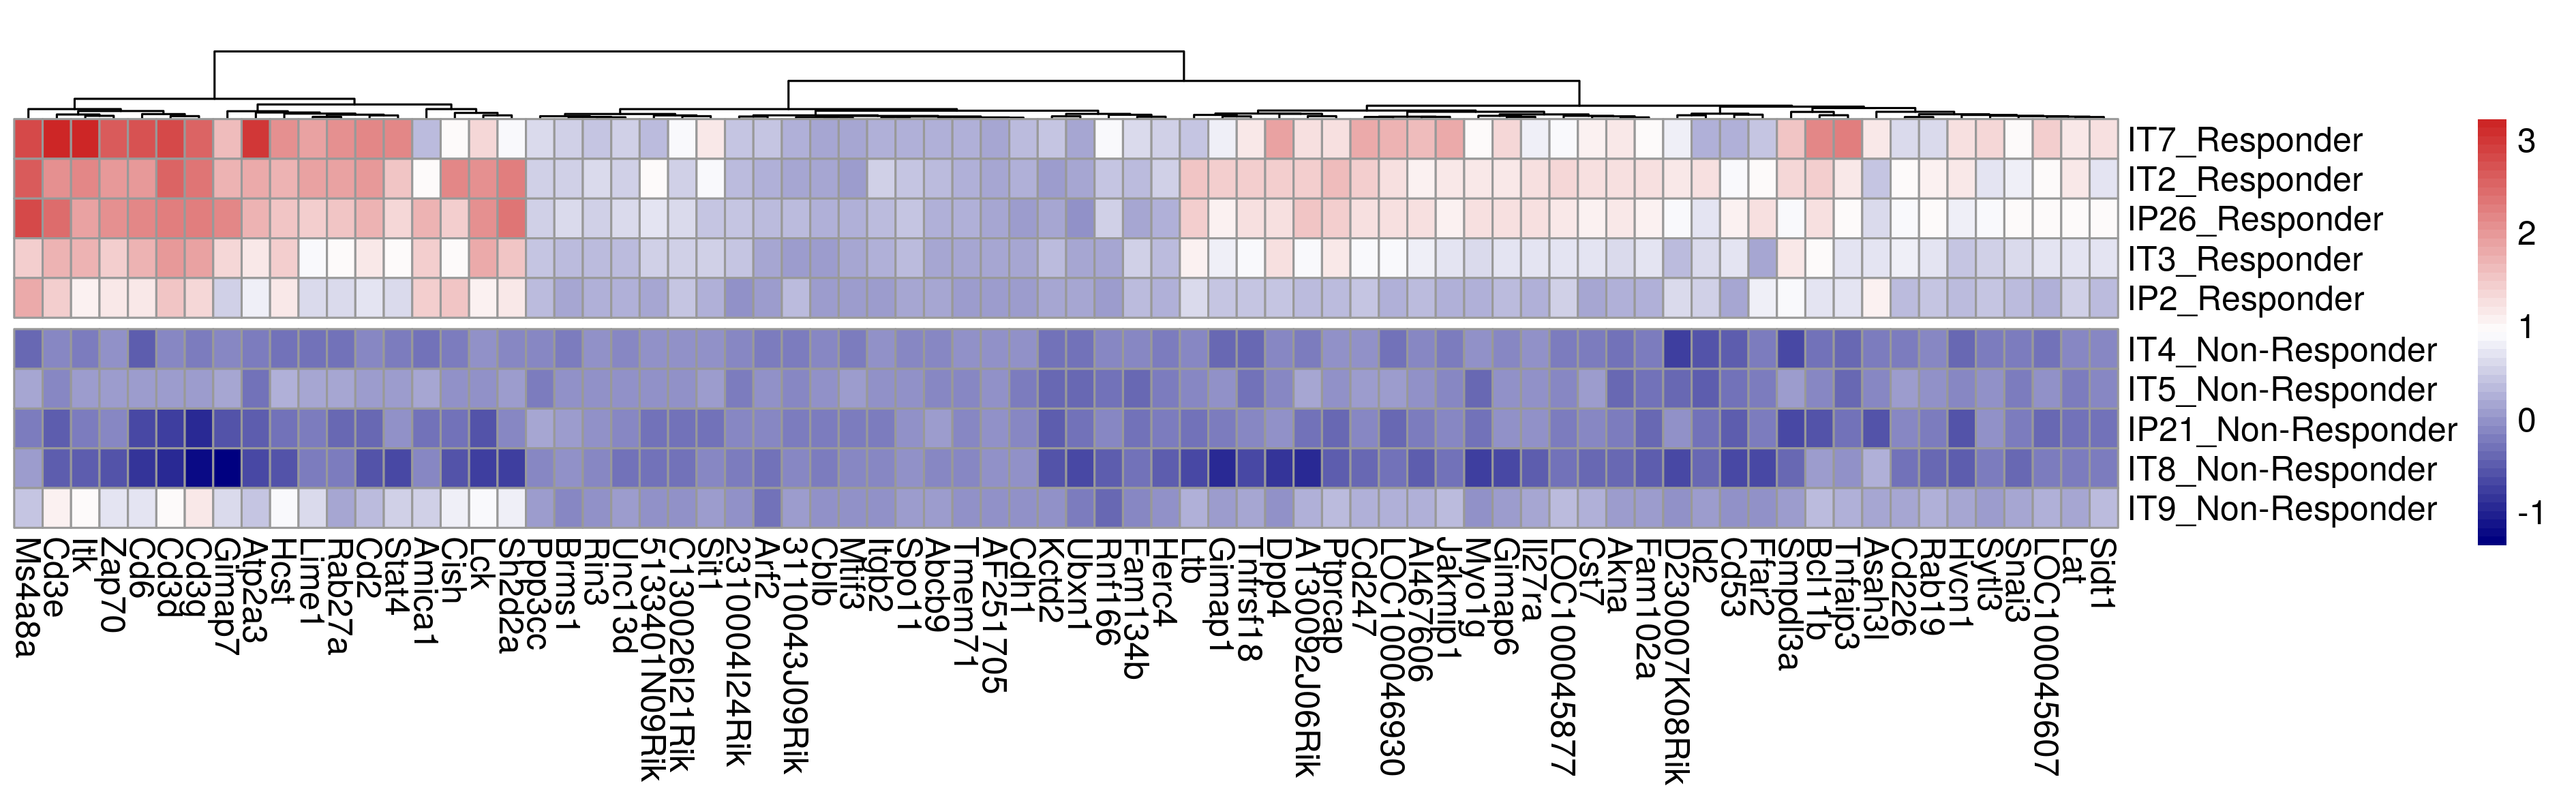 IT7_Responder
IT2_Responder
IP26_Responder
IT3_Responder
IP2_Responder
IT4_Non-Responder
IT5_Non-Responder
IP21_Non-Responder
IT8_Non-Responder
IT9_Non-Responder
3
2
1
0
-1
Ms4a8a
Cd3e
Itk
Zap70
Cd6
Cd3d
Cd3g
Gimap7
Atp2a3
Hcst
Lime1
Rab27a
Cd2
Stat4
Amica1
Cish
Lck
Sh2d2a
Ppp3cc
Brms1
Rin3
Unc13d
5133401N09Rik
C130026I21Rik
Sit1
2310004I24Rik
Arf2
3110043J09Rik
Cblb
Mtif3
Itgb2
Spo11
Abcb9
Tmem71
AF251705
Cdh1
Kctd2
Ubxn1
Rnf166
Fam134b
Herc4
Ltb
Gimap1
Tnfrsf18
Dpp4
A130092J06Rik
Ptprcap
Cd247
LOC100046930
AI467606
Jakmip1
Myo1g
Gimap6
Il27ra
LOC100045877
Cst7
Akna
Fam102a
D230007K08Rik
Id2
Cd53
Ffar2
Smpdl3a
Bcl11b
Tnfaip3
Asah3l
Cd226
Rab19
Hvcn1
Sytl3
Snai3
LOC100045607
Lat
Sidt1